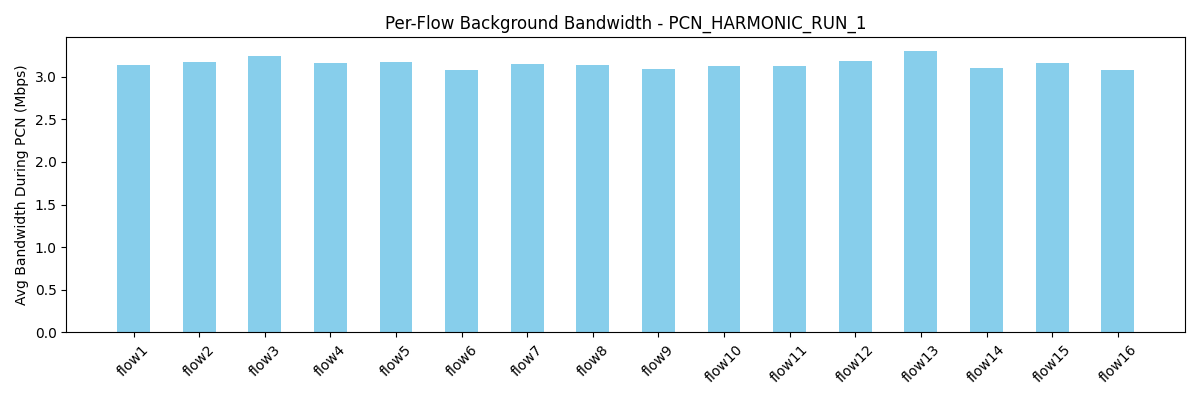 Per-Flow Background Bandwidth - PCN_HARMONIC_RUN_1
Avg Bandwidth During PCN (Mbps)
3.0
2.5
2.0
1.5
1.0
0.5
0.0
flow1
flow2
flow3
flow4
flow5
flow6
flow7
flow8
flow9
flow10
flow11
flow12
flow13
flow14
flow15
flow16